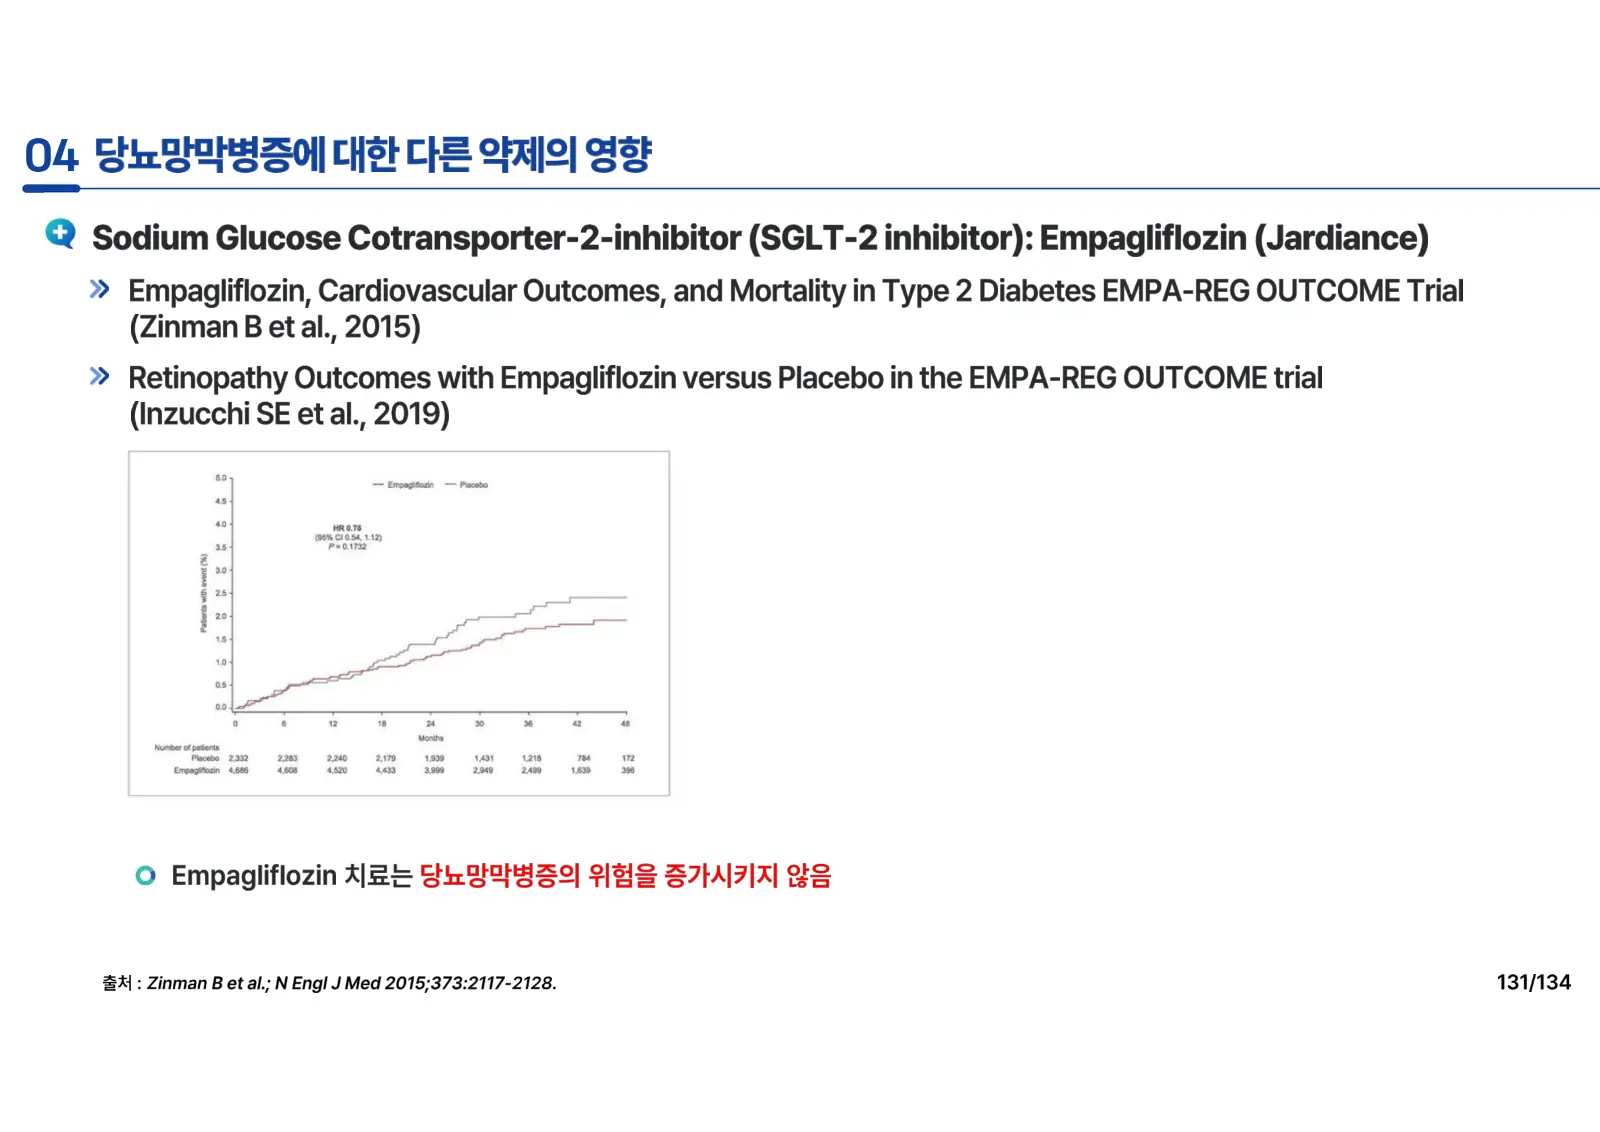 04 당뇨망막병증에 대한 다른 약제의 영향
Sodium Glucose Cotransporter-2-inhibitor (SGLT-2 inhibitor): Empagliflozin (Jardiance)
Empagliflozin, Cardiovascular Outcomes, and Mortality in Type 2 Diabetes EMPA-REG OUTCOME Trial
(Zinman B et al., 2015)
Retinopathy Outcomes with Empagliflozin versus Placebo in the EMPA-REG OUTCOME trial
(Inzucchi SE et al., 2019)
Empagliflozin Placebo
HR 0.78
(95% CI 0.54, 1.12)
P = 0.1732
Patients with event (%)
5.0
4.5
4.0
3.5
3.0
2.5
2.0
1.5
1.0
0.5
0.0
0 6 12 18 24 30 36 42 48
Months
Number of patients
Placebo 2,332 2,283 2,240 2,179 1,939 1,431 1,218 784 172
Empagliflozin 4,686 4,608 4,520 4,433 3,999 2,949 2,499 1,639 396
Empagliflozin 치료는 당뇨망막병증의 위험을 증가시키지 않음
출처 : Zinman B et al.; N Engl J Med 2015;373:2117-2128.
131/134